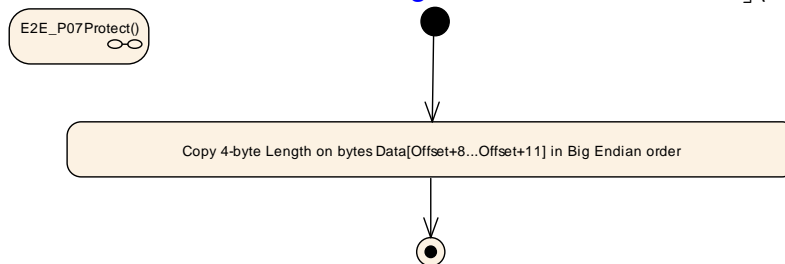 E2E_P07Protect()
Copy 4-byte Length on bytes Data[Offset+8...Offset+11] in Big Endian order